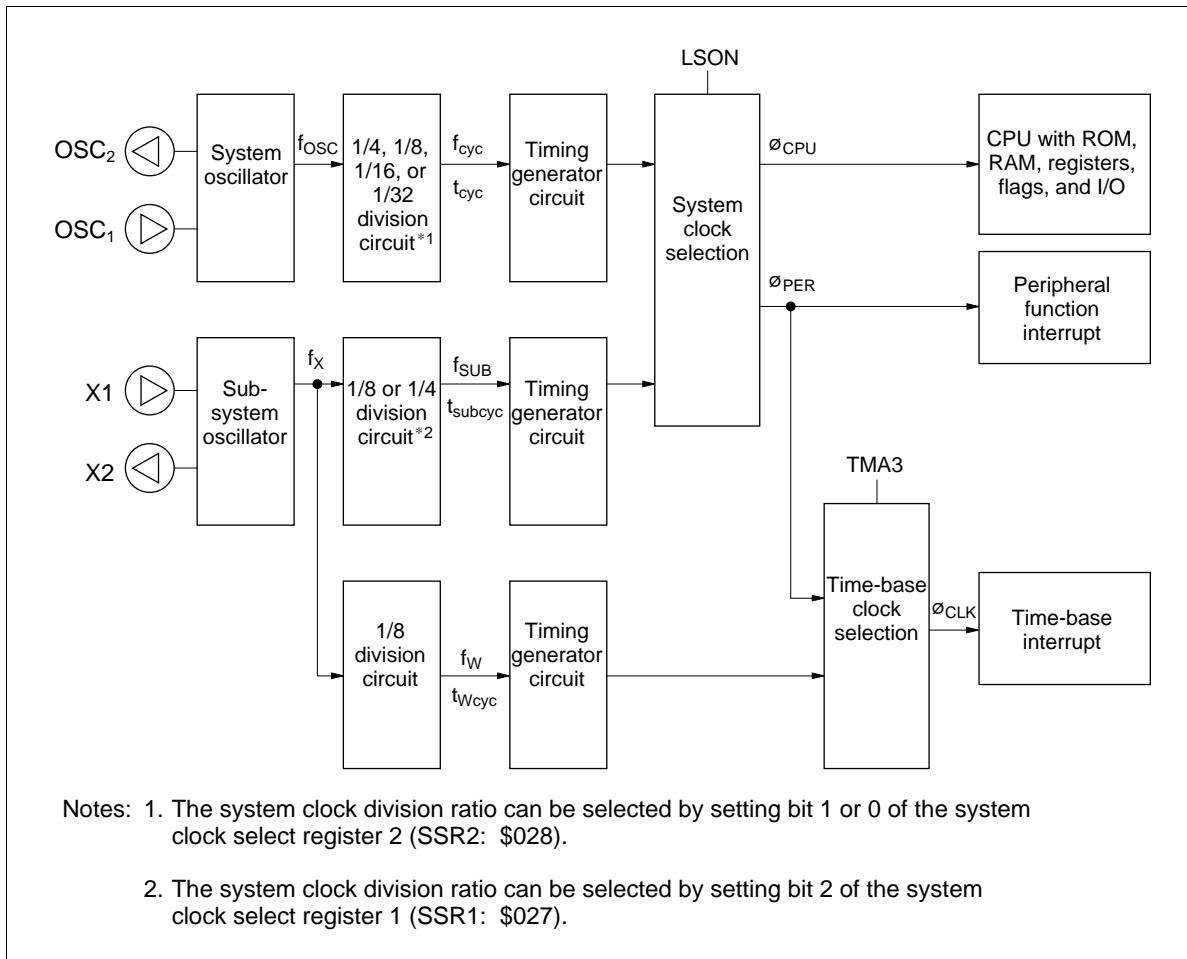 LSON
OSC2
OSC1
System
oscillator
fOSC
1/4, 1/8,
1/16, or
1/32
division
circuit*1
fcyc
tcyc
Timing
generator
circuit
System
clock
selection
øCPU
CPU with ROM,
RAM, registers,
flags, and I/O
øPER
Peripheral
function
interrupt
X1
X2
Sub-
system
oscillator
fX
1/8 or 1/4
division
circuit*2
fSUB
tsubcyc
Timing
generator
circuit
TMA3
Time-base
clock
selection
øCLK
Time-base
interrupt
1/8
division
circuit
fW
tWcyc
Timing
generator
circuit
Notes: 1. The system clock division ratio can be selected by setting bit 1 or 0 of the system
clock select register 2 (SSR2: $028).
2. The system clock division ratio can be selected by setting bit 2 of the system
clock select register 1 (SSR1: $027).